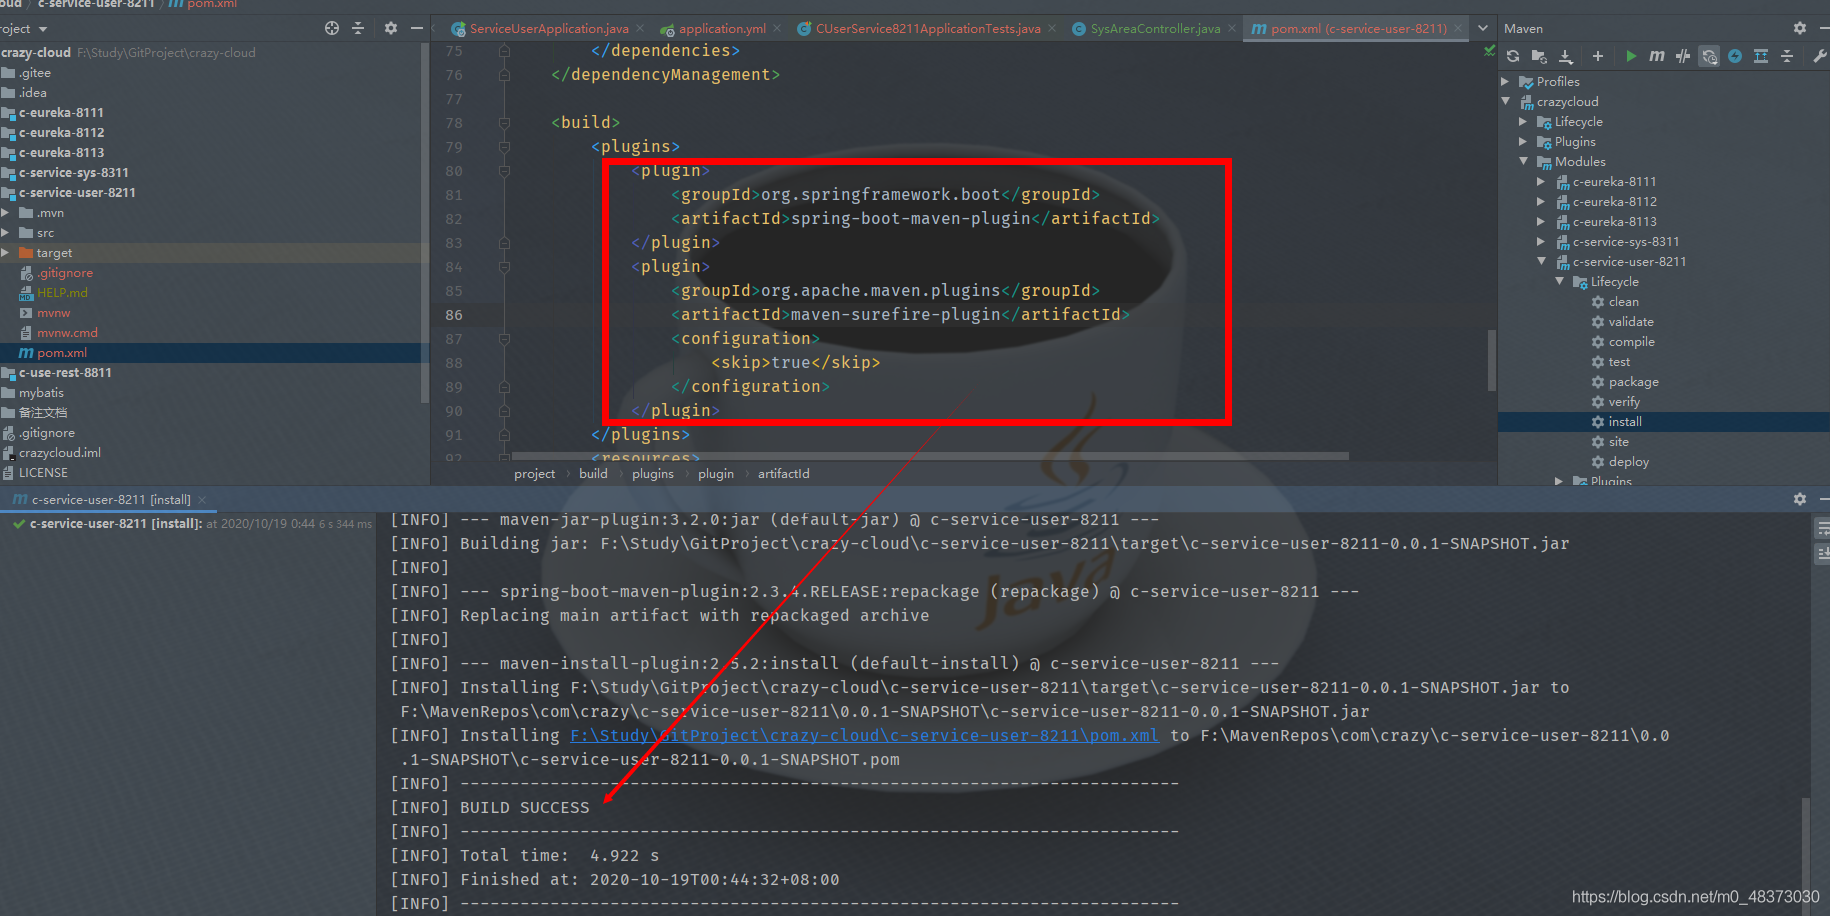 oud c-service-user-8211 pom.xml
roject
ServiceUserApplication.java
application.yml
CUserService8211ApplicationTests.java
SysAreaController.java
pom.xml (c-service-user-8211)
Maven
crazy-cloud F:\Study\GitProject\crazy-cloud
.gitee
.idea
c-eureka-8111
c-eureka-8112
c-eureka-8113
c-service-sys-8311
c-service-user-8211
.mvn
src
target
.gitignore
HELP.md
mvnw
mvnw.cmd
pom.xml
c-use-rest-8811
mybatis
备注文档
.gitignore
crazycloud.iml
LICENSE
75 </dependencies>
76 </dependencyManagement>
77
78 <build>
79 <plugins>
80 <plugin>
81 <groupId>org.springframework.boot</groupId>
82 <artifactId>spring-boot-maven-plugin</artifactId>
83 </plugin>
84 <plugin>
85 <groupId>org.apache.maven.plugins</groupId>
86 <artifactId>maven-surefire-plugin</artifactId>
87 <configuration>
88 <skip>true</skip>
89 </configuration>
90 </plugin>
91 </plugins>
92 <resources>
project build plugins plugin artifactId
Profiles
crazycloud
Lifecycle
Plugins
Modules
c-eureka-8111
c-eureka-8112
c-eureka-8113
c-service-sys-8311
c-service-user-8211
Lifecycle
clean
validate
compile
test
package
verify
install
site
deploy
Plugins
c-service-user-8211 [install]
c-service-user-8211 [install]: at 2020/10/19 0:44 6 s 344 ms
[INFO] --- maven-jar-plugin:3.2.0:jar (default-jar) @ c-service-user-8211 ---
[INFO] Building jar: F:\Study\GitProject\crazy-cloud\c-service-user-8211\target\c-service-user-8211-0.0.1-SNAPSHOT.jar
[INFO]
[INFO] --- spring-boot-maven-plugin:2.3.4.RELEASE:repackage (repackage) @ c-service-user-8211 ---
[INFO] Replacing main artifact with repackaged archive
[INFO]
[INFO] --- maven-install-plugin:2.5.2:install (default-install) @ c-service-user-8211 ---
[INFO] Installing F:\Study\GitProject\crazy-cloud\c-service-user-8211\target\c-service-user-8211-0.0.1-SNAPSHOT.jar to
F:\MavenRepos\com\crazy\c-service-user-8211\0.0.1-SNAPSHOT\c-service-user-8211-0.0.1-SNAPSHOT.jar
[INFO] Installing F:\Study\GitProject\crazy-cloud\c-service-user-8211\pom.xml to F:\MavenRepos\com\crazy\c-service-user-8211\0.0
.1-SNAPSHOT\c-service-user-8211-0.0.1-SNAPSHOT.pom
[INFO] ------------------------------------------------------------------------
[INFO] BUILD SUCCESS
[INFO] ------------------------------------------------------------------------
[INFO] Total time:  4.922 s
[INFO] Finished at: 2020-10-19T00:44:32+08:00
[INFO] ------------------------------------------------------------------------
Java
https://blog.csdn.net/m0_48373030